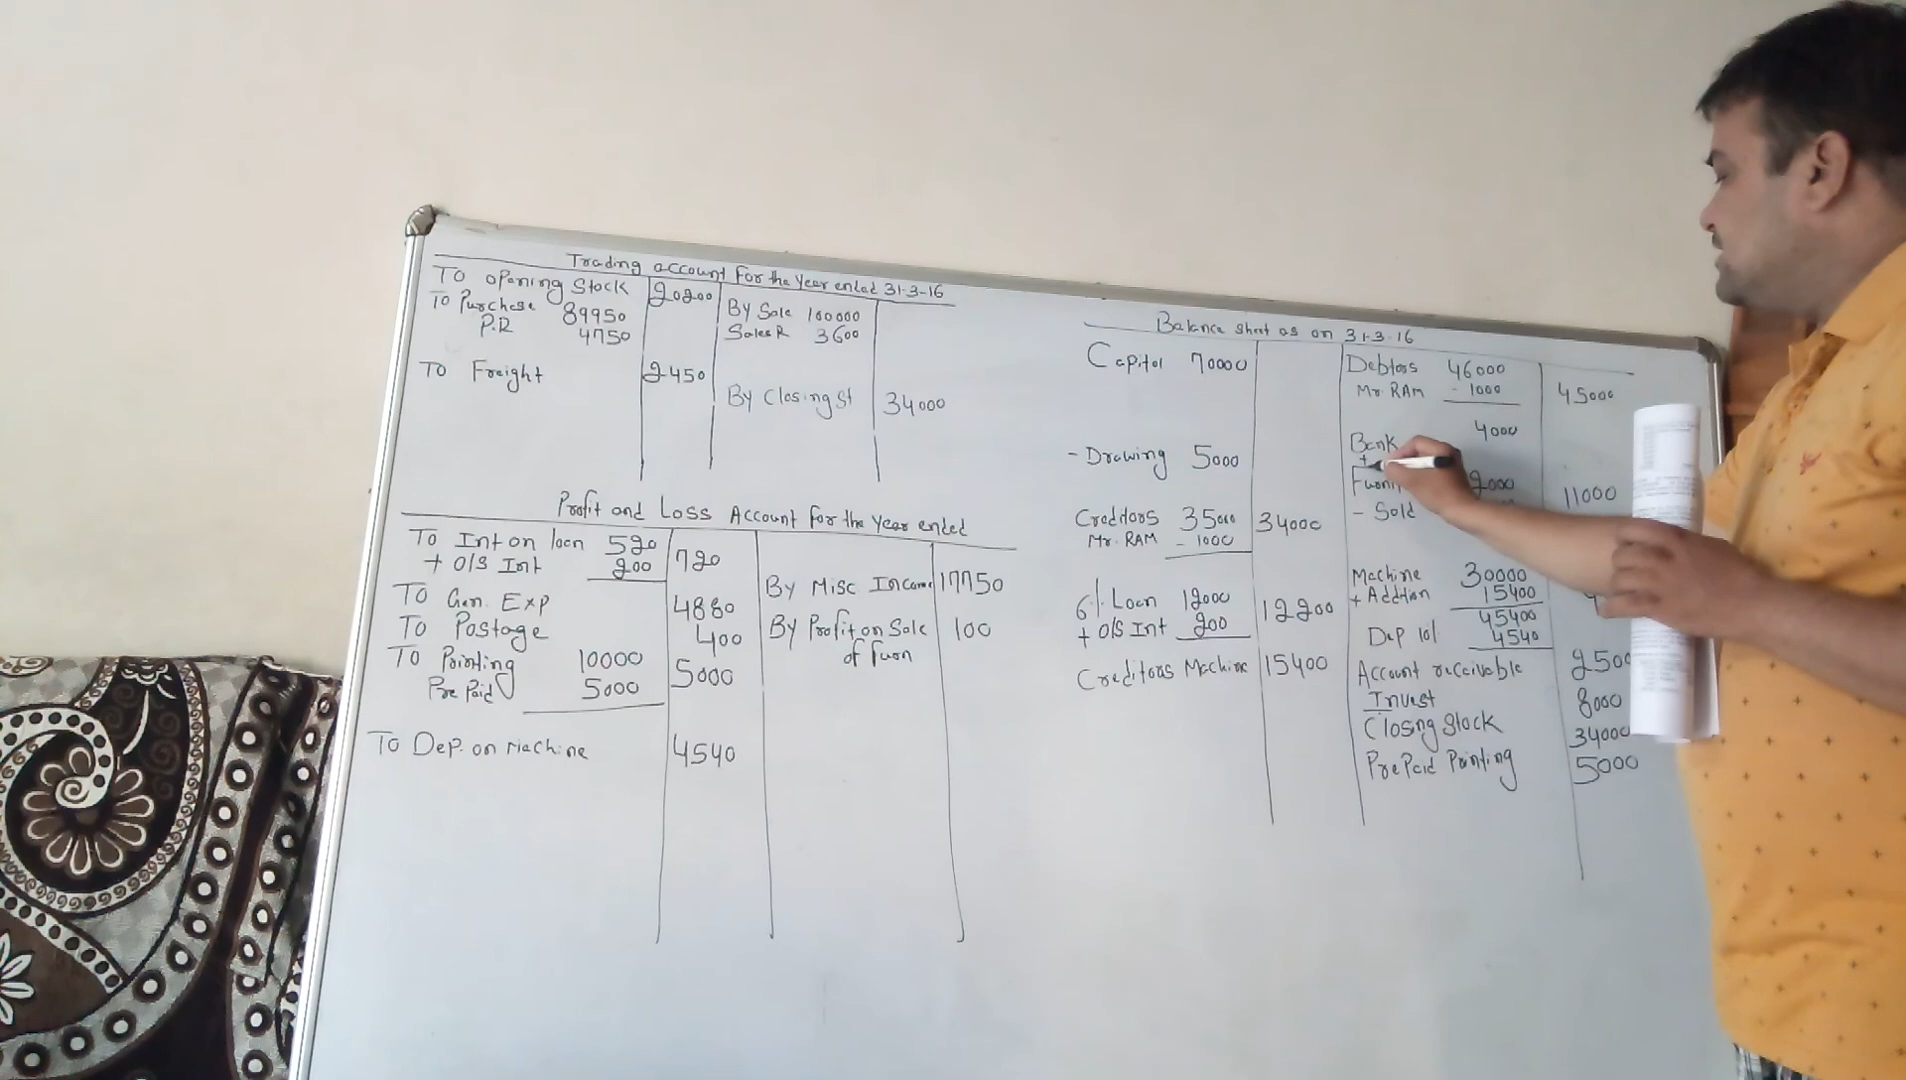 Trading account for the Year ended 31-3-16
To opening Stock 20200
To Purchase 89950
P.R 4750
By Sale 100000
Sales R 3600
To Freight 2450
By Closing St 34000
Profit and Loss Account for the Year ended
To Int on loan 520
+ O/S Int 200 720
To Gen. Exp 4880
To Postage 400
To Printing 10000
Pre Paid 5000 5000
To Dep. on Machine 4540
By Misc Income 17750
By Profit on Sale of Furn 100
Balance sheet as on 31-3-16
Capital 70000
- Drawing 5000
Creditors 35000 34000
Mr. RAM - 1000
6% Loan 12000
+ O/S Int 200 12200
Creditors Machine 15400
Debtors 46000
Mr. RAM - 1000 45000
Bank 4000
+
2000 11000
- Sold
Machine 30000
+ Addition 15400
45400
Dep 10% 4540
Account receivable 2500
Invest 8000
Closing Stock 34000
PrePaid Printing 5000